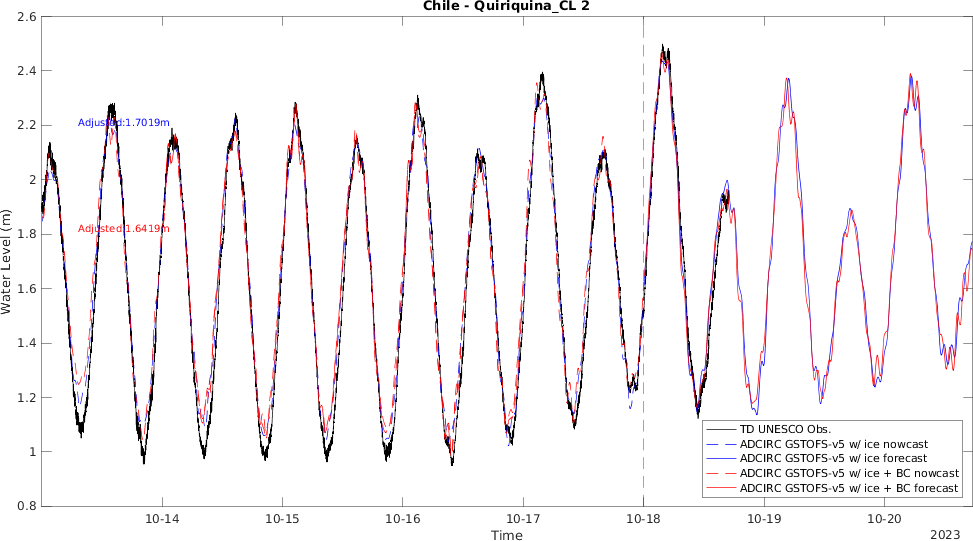 Chile - Quiriquina_CL 2
2.6
2.4
2.2
2
1.8
1.6
1.4
1.2
1
0.8
Water Level (m)
Adjusted:1.7019m
Adjusted:1.6419m
TD UNESCO Obs.
ADCIRC GSTOFS-v5 w/ ice nowcast
ADCIRC GSTOFS-v5 w/ ice forecast
ADCIRC GSTOFS-v5 w/ ice + BC nowcast
ADCIRC GSTOFS-v5 w/ ice + BC forecast
10-14 10-15 10-16 10-17 10-18 10-19 10-20
Time
2023